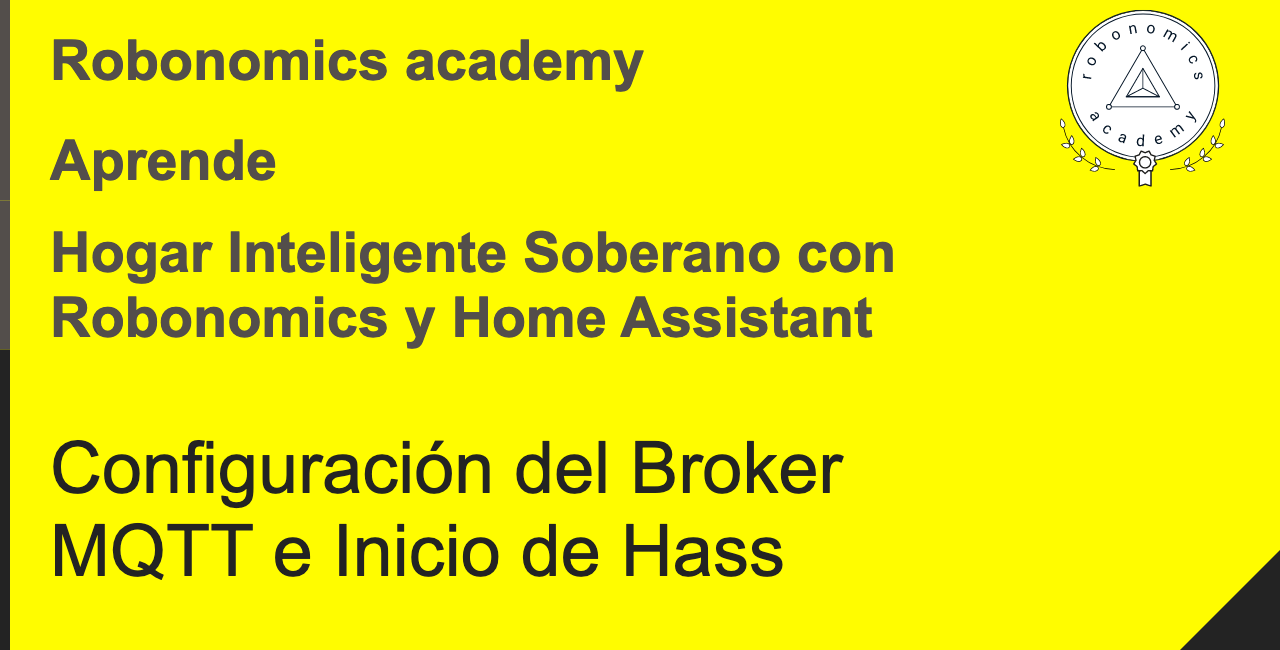 Robonomics academy
Aprende
Hogar Inteligente Soberano con
Robonomics y Home Assistant
Configuración del Broker
MQTT e Inicio de Hass
robonomics
academy